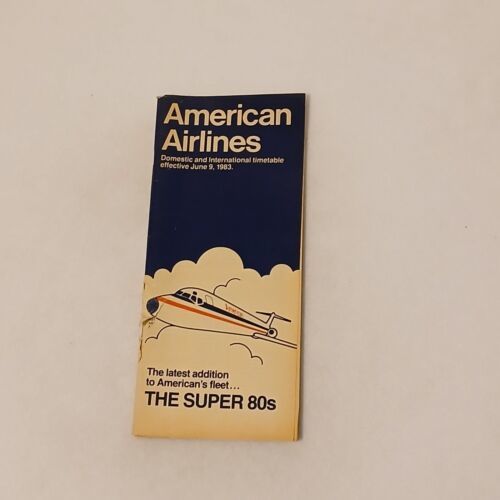 American
Airlines
Domestic and International timetable
effective June 9, 1983.
The latest addition
to American's fleet...
THE SUPER 80s